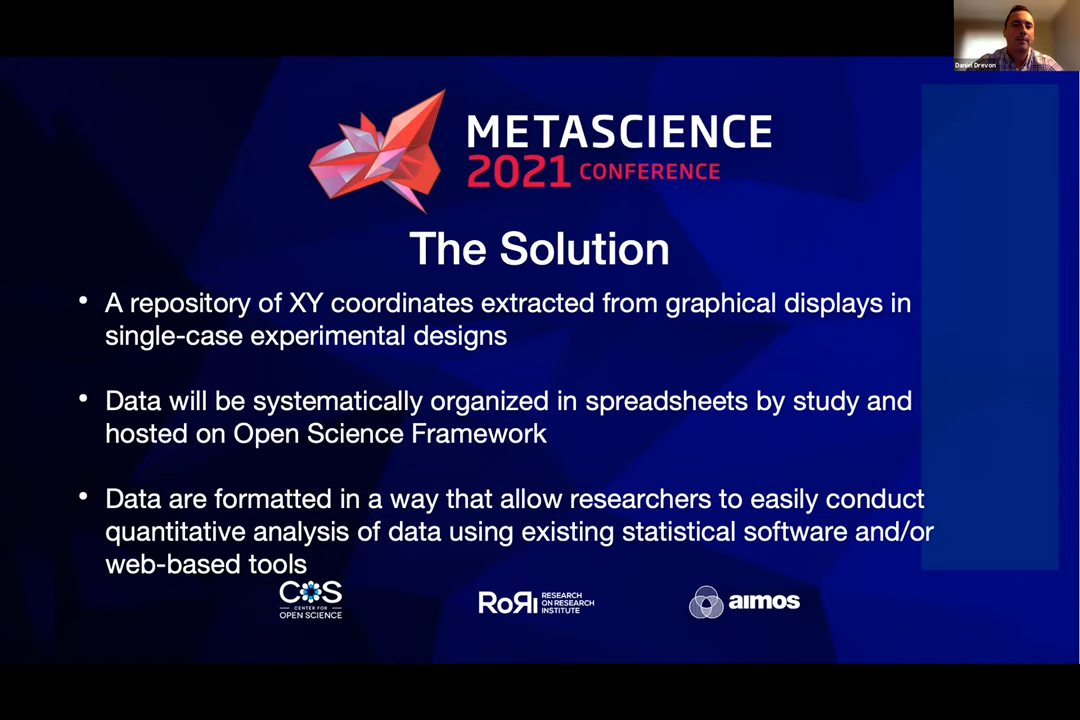 Daniel Drevon
METASCIENCE
2021 CONFERENCE
The Solution
• A repository of XY coordinates extracted from graphical displays in
single-case experimental designs
• Data will be systematically organized in spreadsheets by study and
hosted on Open Science Framework
• Data are formatted in a way that allow researchers to easily conduct
quantitative analysis of data using existing statistical software and/or
web-based tools
COS
CENTER FOR
OPEN SCIENCE
RoRI
RESEARCH
ON RESEARCH
INSTITUTE
aimos